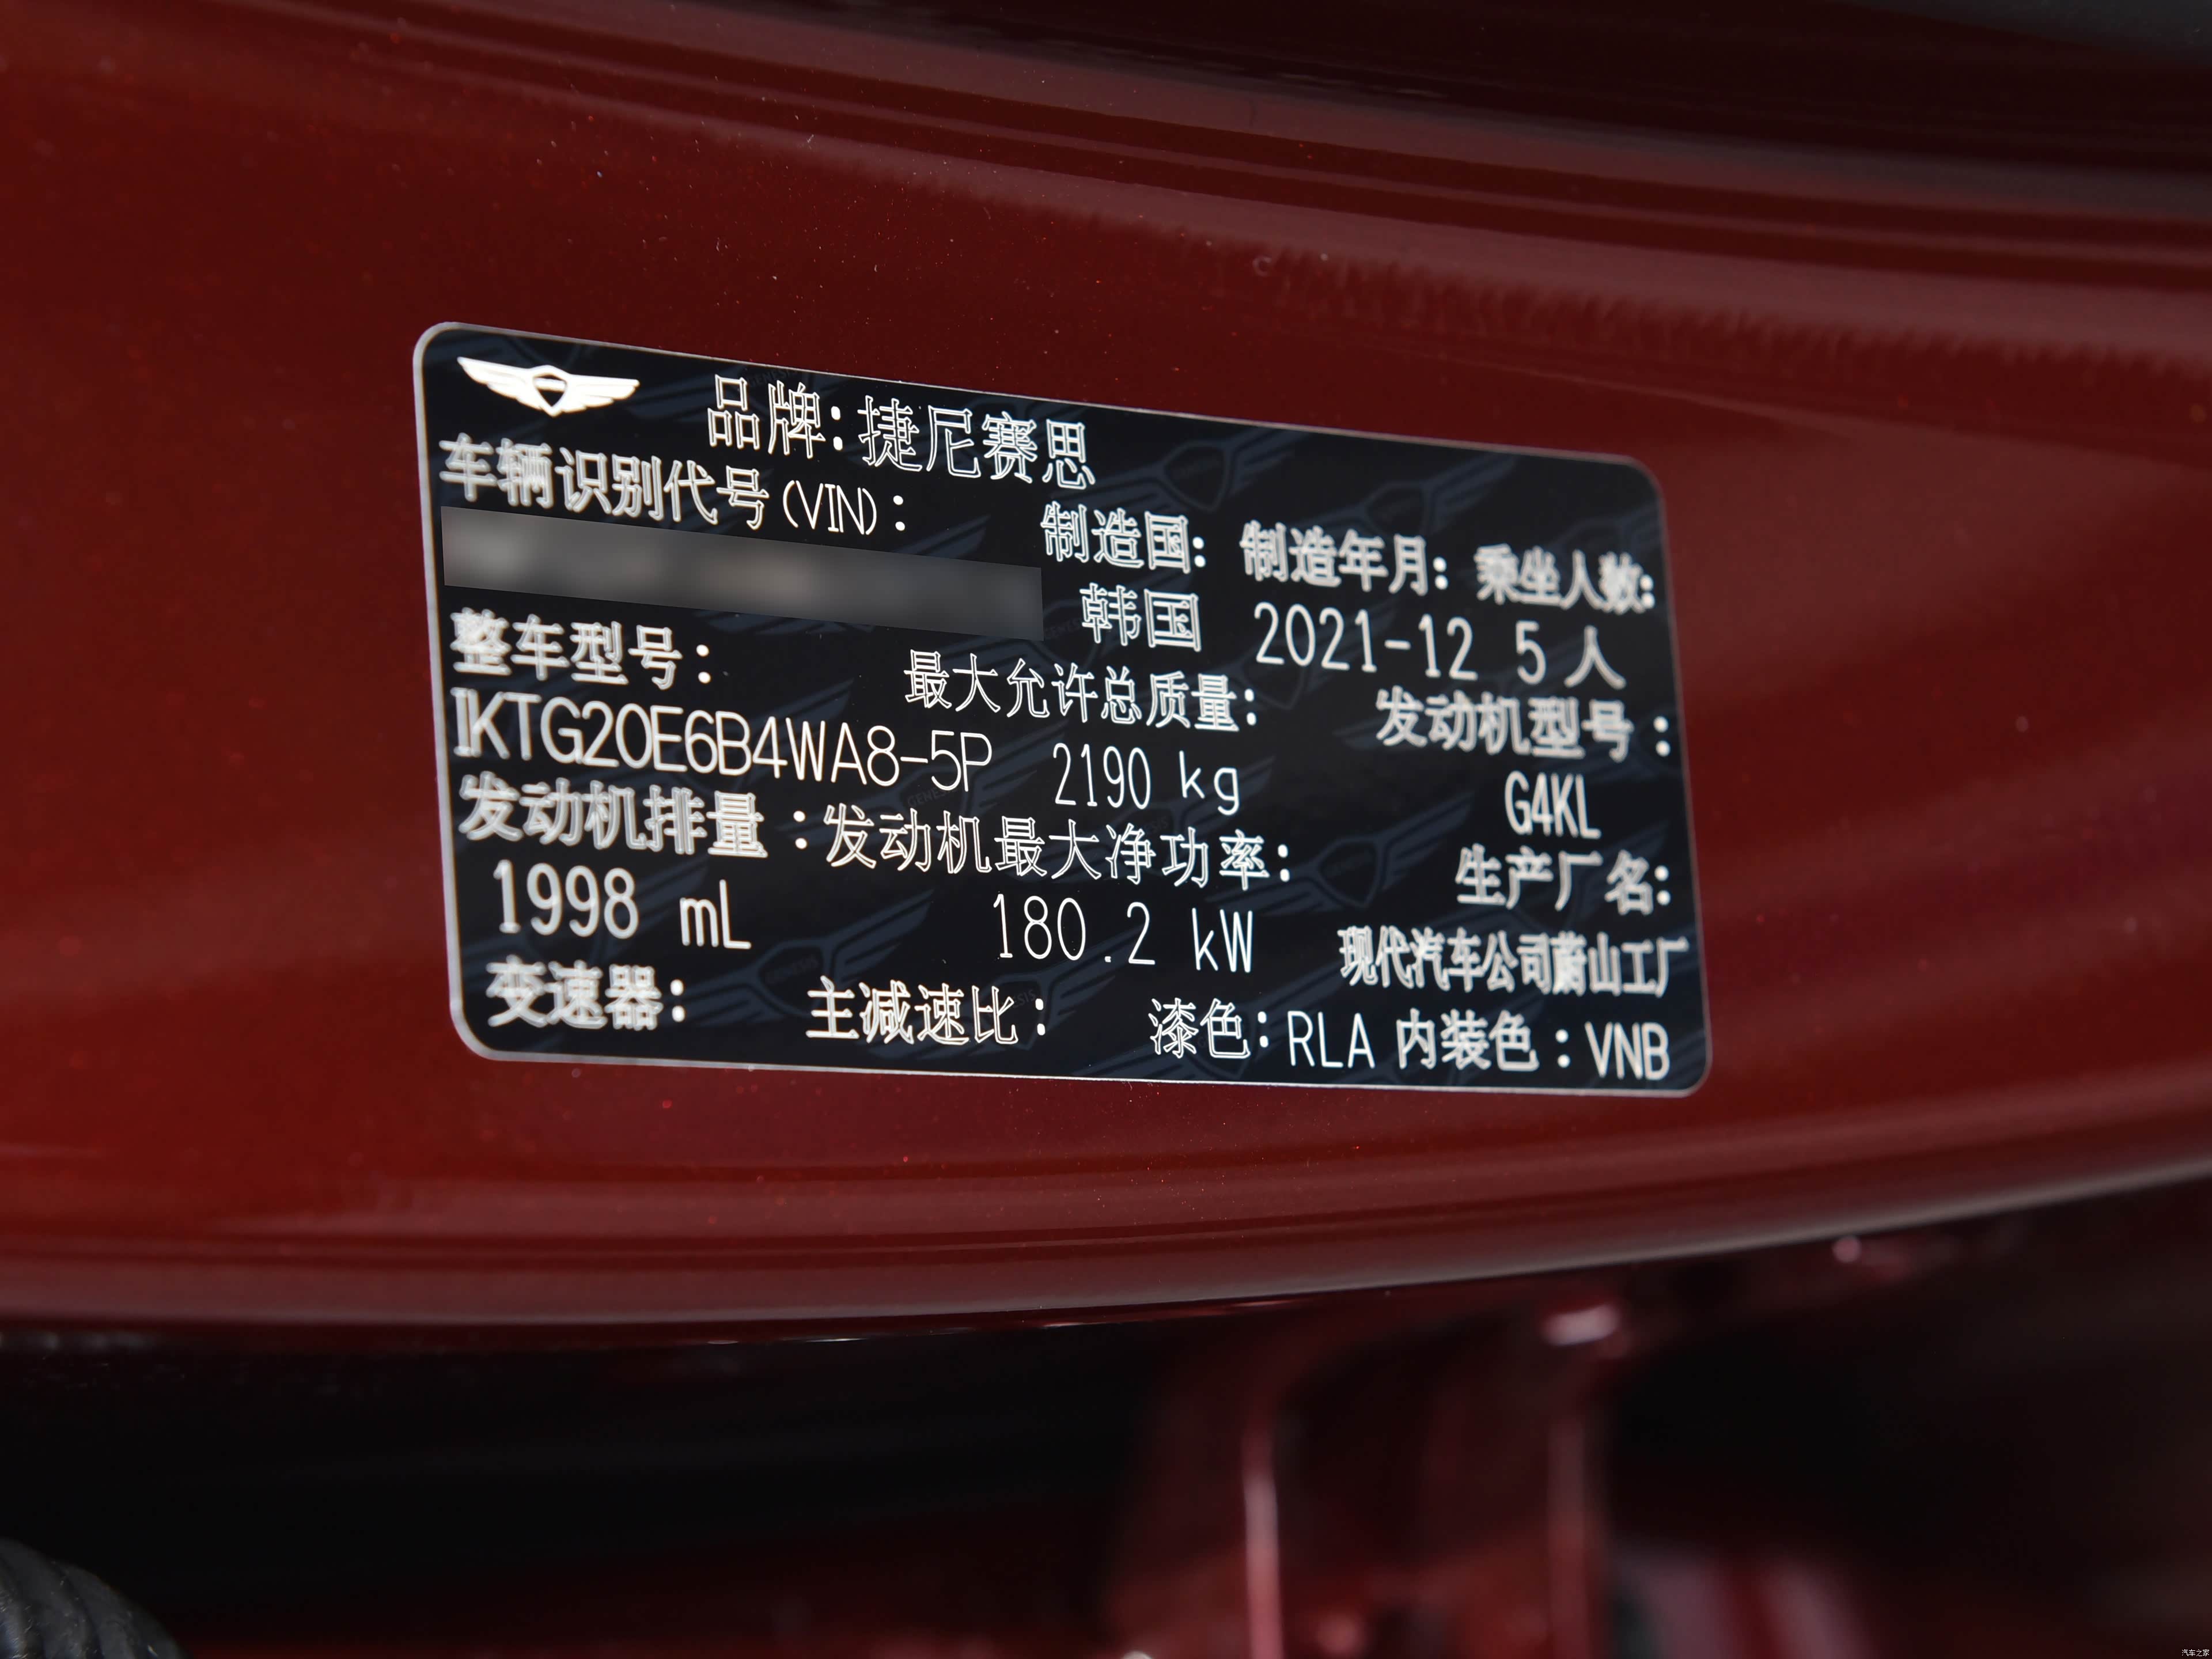 品牌:捷尼赛思
车辆识别代号(VIN):
制造国: 制造年月: 乘坐人数:
韩国 2021-12 5人
整车型号: 最大允许总质量: 发动机型号:
IKTG20E6B4WA8-5P 2190 kg G4KL
发动机排量:发动机最大净功率: 生产厂名:
1998 mL 180.2 kW 现代汽车公司蔚山工厂
变速器: 主减速比: 漆色:RLA 内装色:VNB
汽车之家